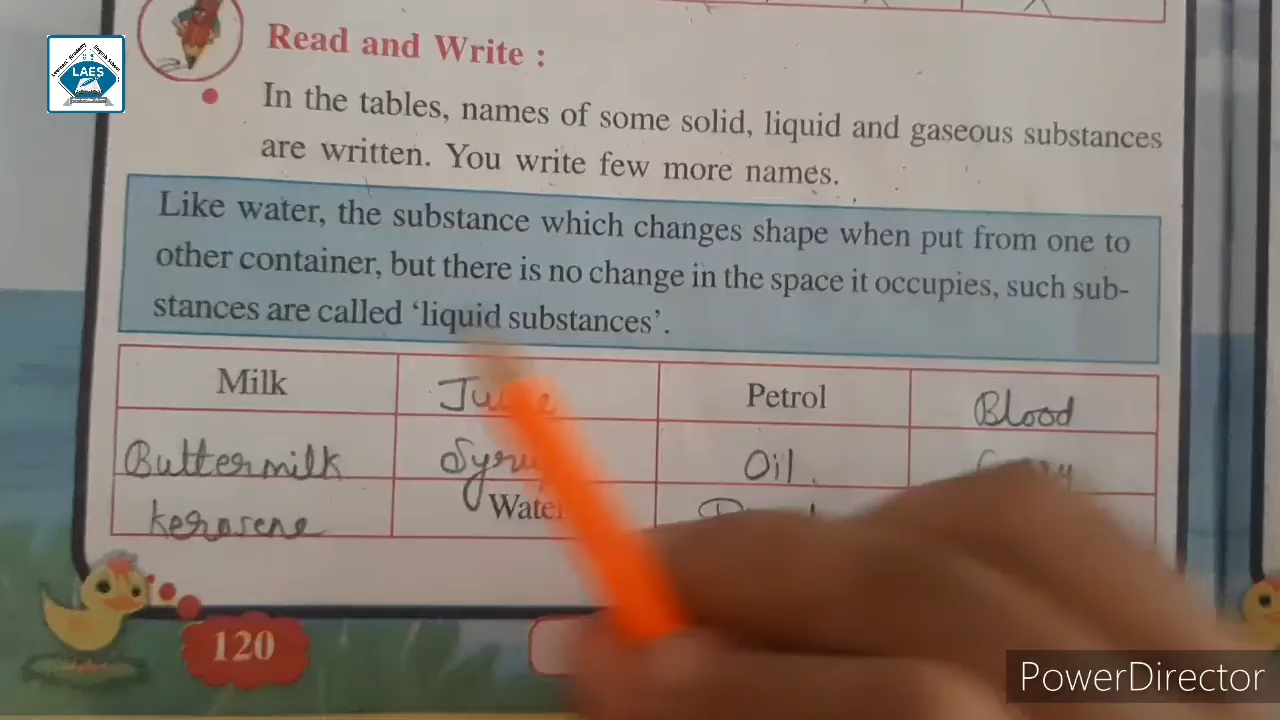 LAES
Read and Write :
• In the tables, names of some solid, liquid and gaseous substances
are written. You write few more names.
Like water, the substance which changes shape when put from one to
other container, but there is no change in the space it occupies, such sub-
stances are called ‘liquid substances’.
Milk Petrol Blood
Buttermilk Oil.
kerosene Water
120
PowerDirector